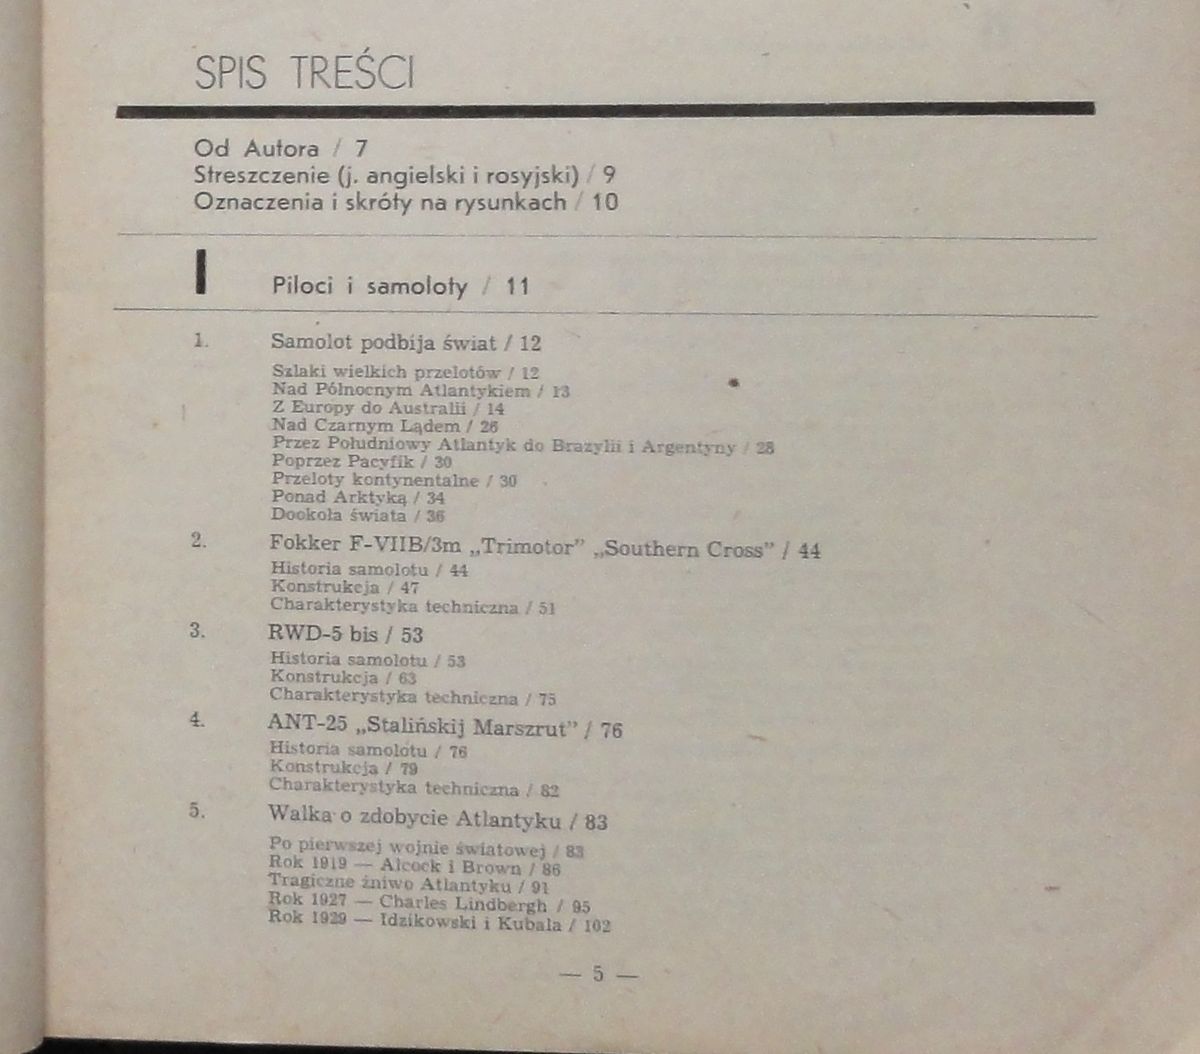 SPIS TREŚCI
Od Autora / 7
Streszczenie (j. angielski i rosyjski) / 9
Oznaczenia i skróty na rysunkach / 10
I Piloci i samoloty / 11
1. Samolot podbija świat / 12
Szlaki wielkich przelotów / 12
Nad Północnym Atlantykiem / 13
Z Europy do Australii / 14
Nad Czarnym Lądem / 26
Przez Południowy Atlantyk do Brazylii i Argentyny / 28
Poprzez Pacyfik / 30
Przeloty kontynentalne / 30
Ponad Arktyką / 34
Dookoła świata / 36
2. Fokker F-VIIB/3m „Trimotor” „Southern Cross” / 44
Historia samolotu / 44
Konstrukcja / 47
Charakterystyka techniczna / 51
3. RWD-5 bis / 53
Historia samolotu / 53
Konstrukcja / 63
Charakterystyka techniczna / 75
4. ANT-25 „Stalińskij Marszrut” / 76
Historia samolotu / 76
Konstrukcja / 79
Charakterystyka techniczna / 82
5. Walka o zdobycie Atlantyku / 83
Po pierwszej wojnie światowej / 83
Rok 1919 — Alcock i Brown / 86
Tragiczne żniwo Atlantyku / 91
Rok 1927 — Charles Lindbergh / 95
Rok 1929 — Idzikowski i Kubala / 102
— 5 —